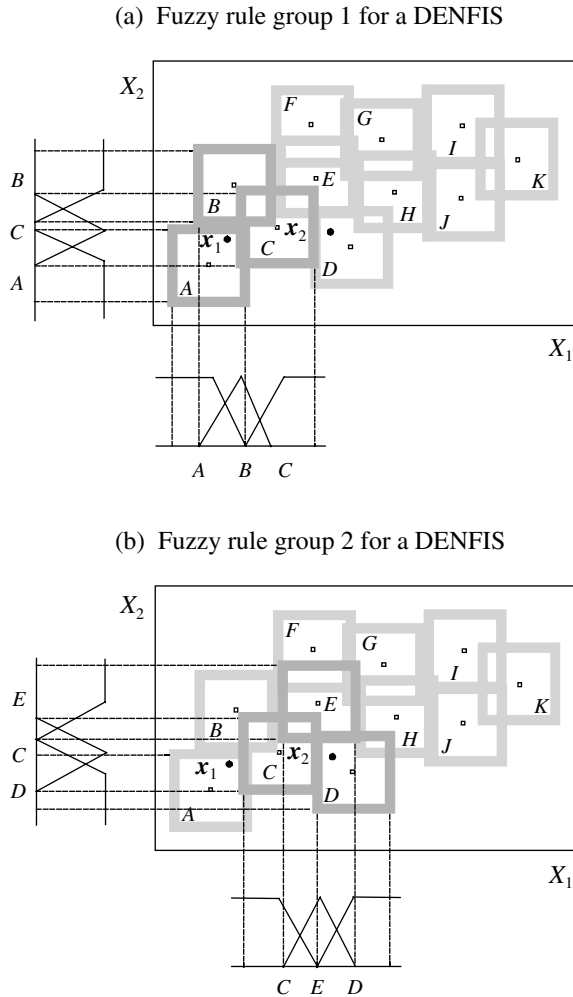 (a) Fuzzy rule group 1 for a DENFIS
X2
F
G
I
K
B
E
B
H
J
C
x1
C
x2
D
A
A
X1
A B C
(b) Fuzzy rule group 2 for a DENFIS
X2
F
G
I
K
E
E
B
H
J
C
x1
C
x2
D
D
A
X1
C E D